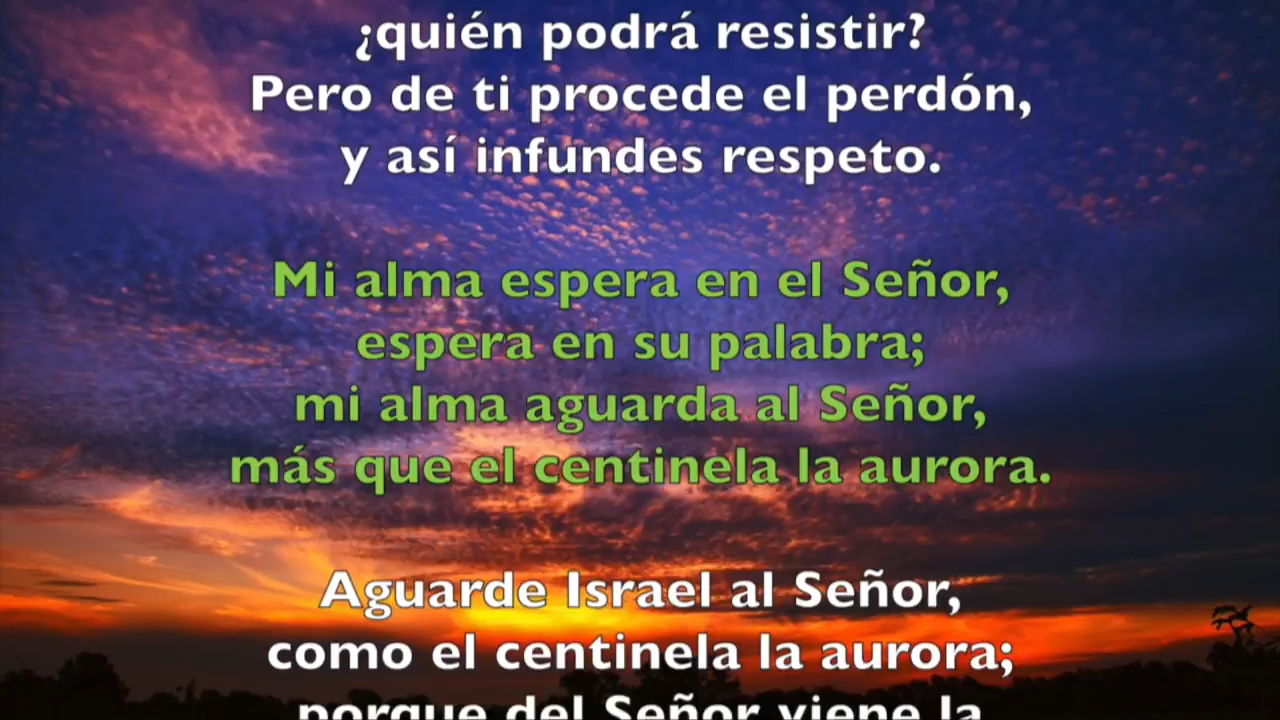 ¿quién podrá resistir?
Pero de ti procede el perdón,
y así infundes respeto.
Mi alma espera en el Señor,
espera en su palabra;
mi alma aguarda al Señor,
más que el centinela la aurora.
Aguarde Israel al Señor,
como el centinela la aurora;
porque del Señor viene la